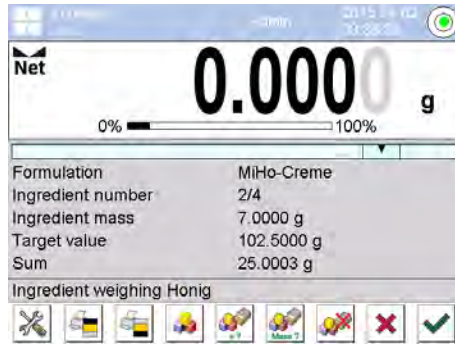 Net
0.0000 g
0% 100%
Formulation MiHo-Creme
Ingredient number 2/4
Ingredient mass 7.0000 g
Target value 102.5000 g
Sum 25.0003 g
Ingredient weighing Honig
n ?
Mass ?